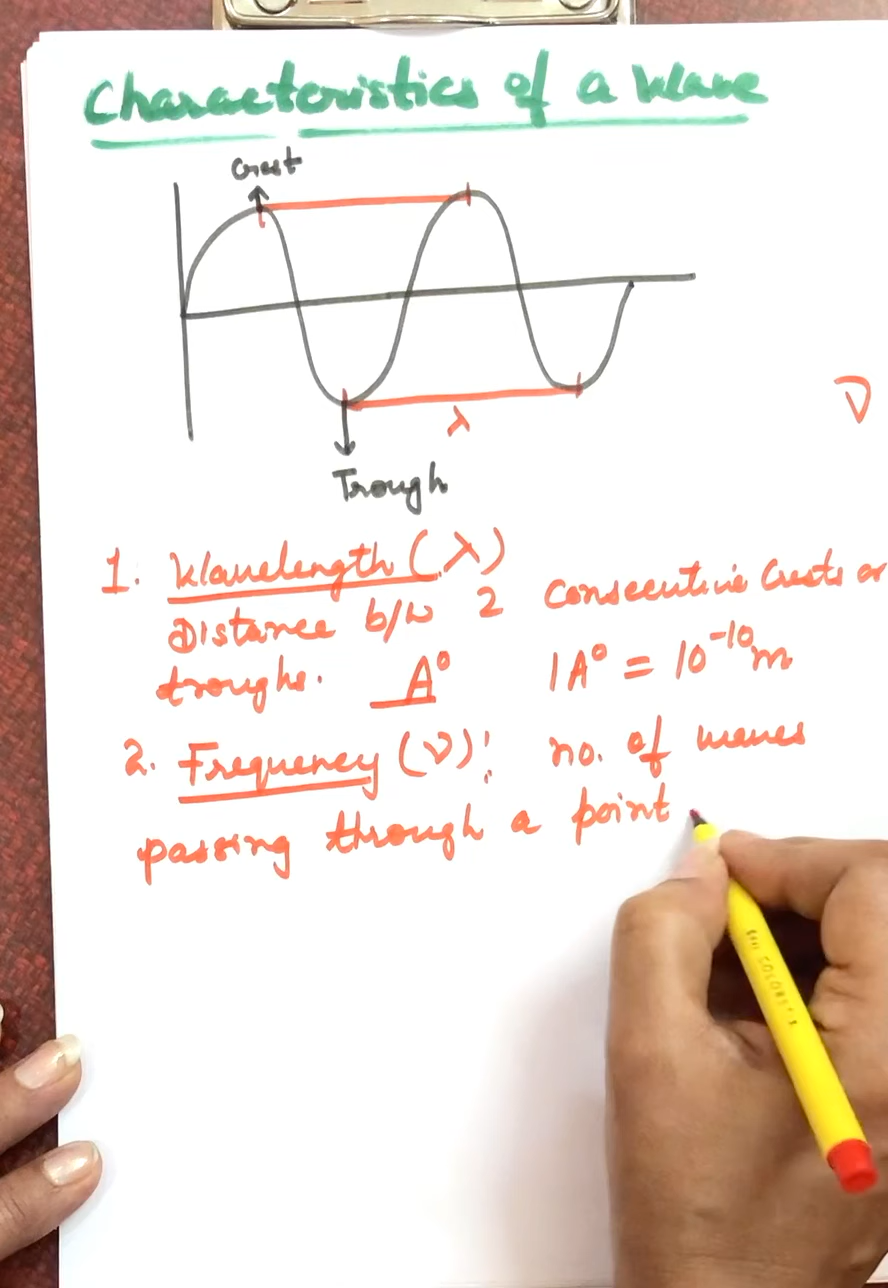 Characteristics of a Wave
Crest
λ
ν
Trough
1. Wavelength (λ)
Distance b/w 2 consecutive Crests or
troughs. A° 1A° = 10⁻¹⁰m
2. Frequency (ν): no. of waves
passing through a point